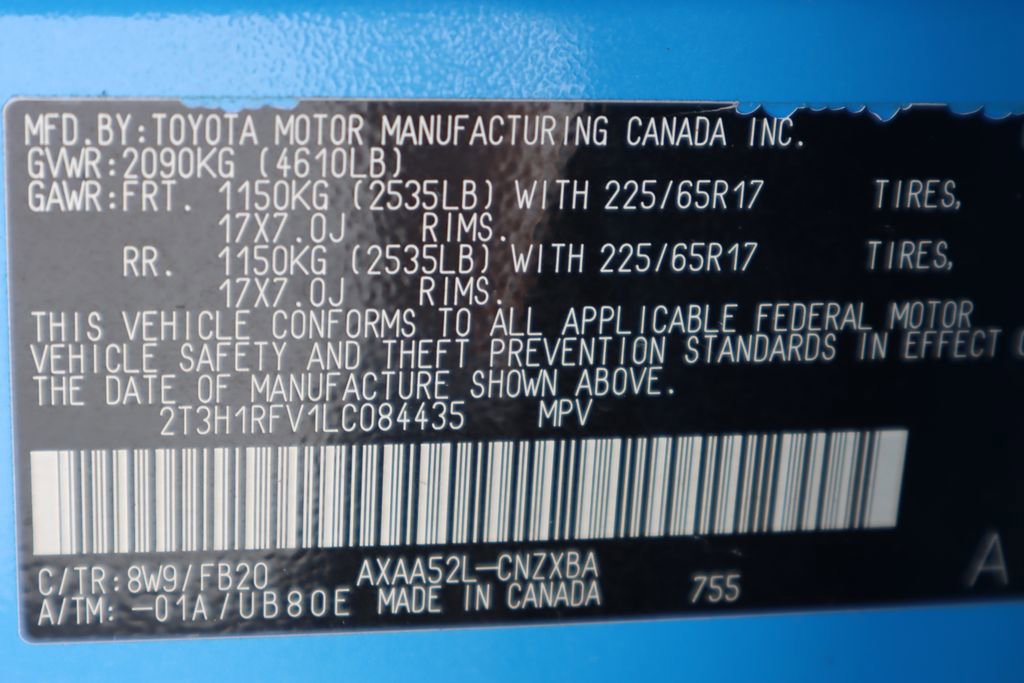 MFD.BY:TOYOTA MOTOR MANUFACTURING CANADA INC.
GVWR:2090KG (4610LB)
GAWR:FRT. 1150KG (2535LB) WITH 225/65R17 TIRES,
17X7.0J RIMS.
RR. 1150KG (2535LB) WITH 225/65R17 TIRES,
17X7.0J RIMS.
THIS VEHICLE CONFORMS TO ALL APPLICABLE FEDERAL MOTOR
VEHICLE SAFETY AND THEFT PREVENTION STANDARDS IN EFFECT
THE DATE OF MANUFACTURE SHOWN ABOVE.
2T3H1RFV1LC084435 MPV
C/TR:8W9/FB20 AXAA52L-CNZXBA 755 A
A/TM:-01A/UB80E MADE IN CANADA